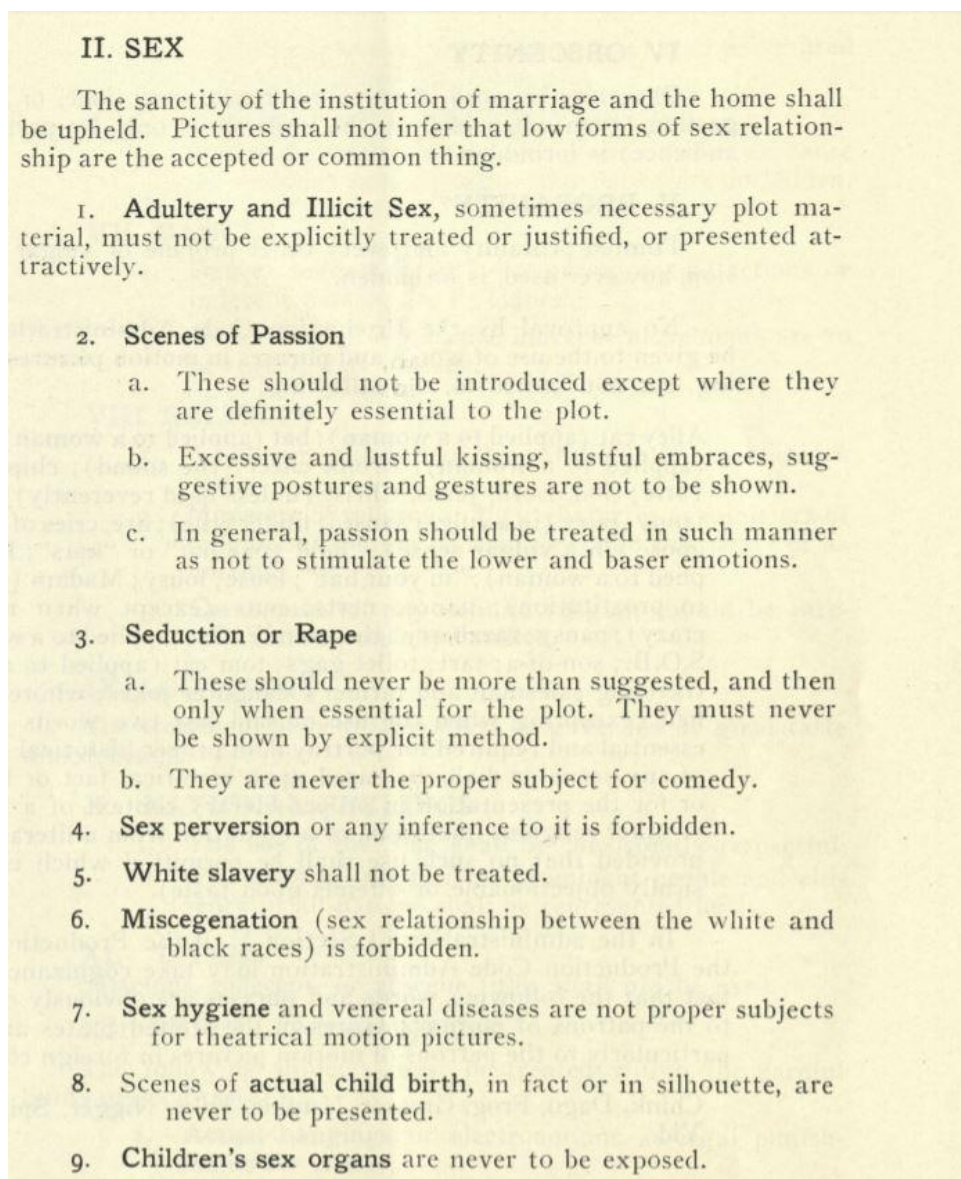 II. SEX
The sanctity of the institution of marriage and the home shall
be upheld. Pictures shall not infer that low forms of sex relation-
ship are the accepted or common thing.
1. Adultery and Illicit Sex, sometimes necessary plot ma-
terial, must not be explicitly treated or justified, or presented at-
tractively.
2. Scenes of Passion
a. These should not be introduced except where they
are definitely essential to the plot.
b. Excessive and lustful kissing, lustful embraces, sug-
gestive postures and gestures are not to be shown.
c. In general, passion should be treated in such manner
as not to stimulate the lower and baser emotions.
3. Seduction or Rape
a. These should never be more than suggested, and then
only when essential for the plot. They must never
be shown by explicit method.
b. They are never the proper subject for comedy.
4. Sex perversion or any inference to it is forbidden.
5. White slavery shall not be treated.
6. Miscegenation (sex relationship between the white and
black races) is forbidden.
7. Sex hygiene and venereal diseases are not proper subjects
for theatrical motion pictures.
8. Scenes of actual child birth, in fact or in silhouette, are
never to be presented.
9. Children's sex organs are never to be exposed.